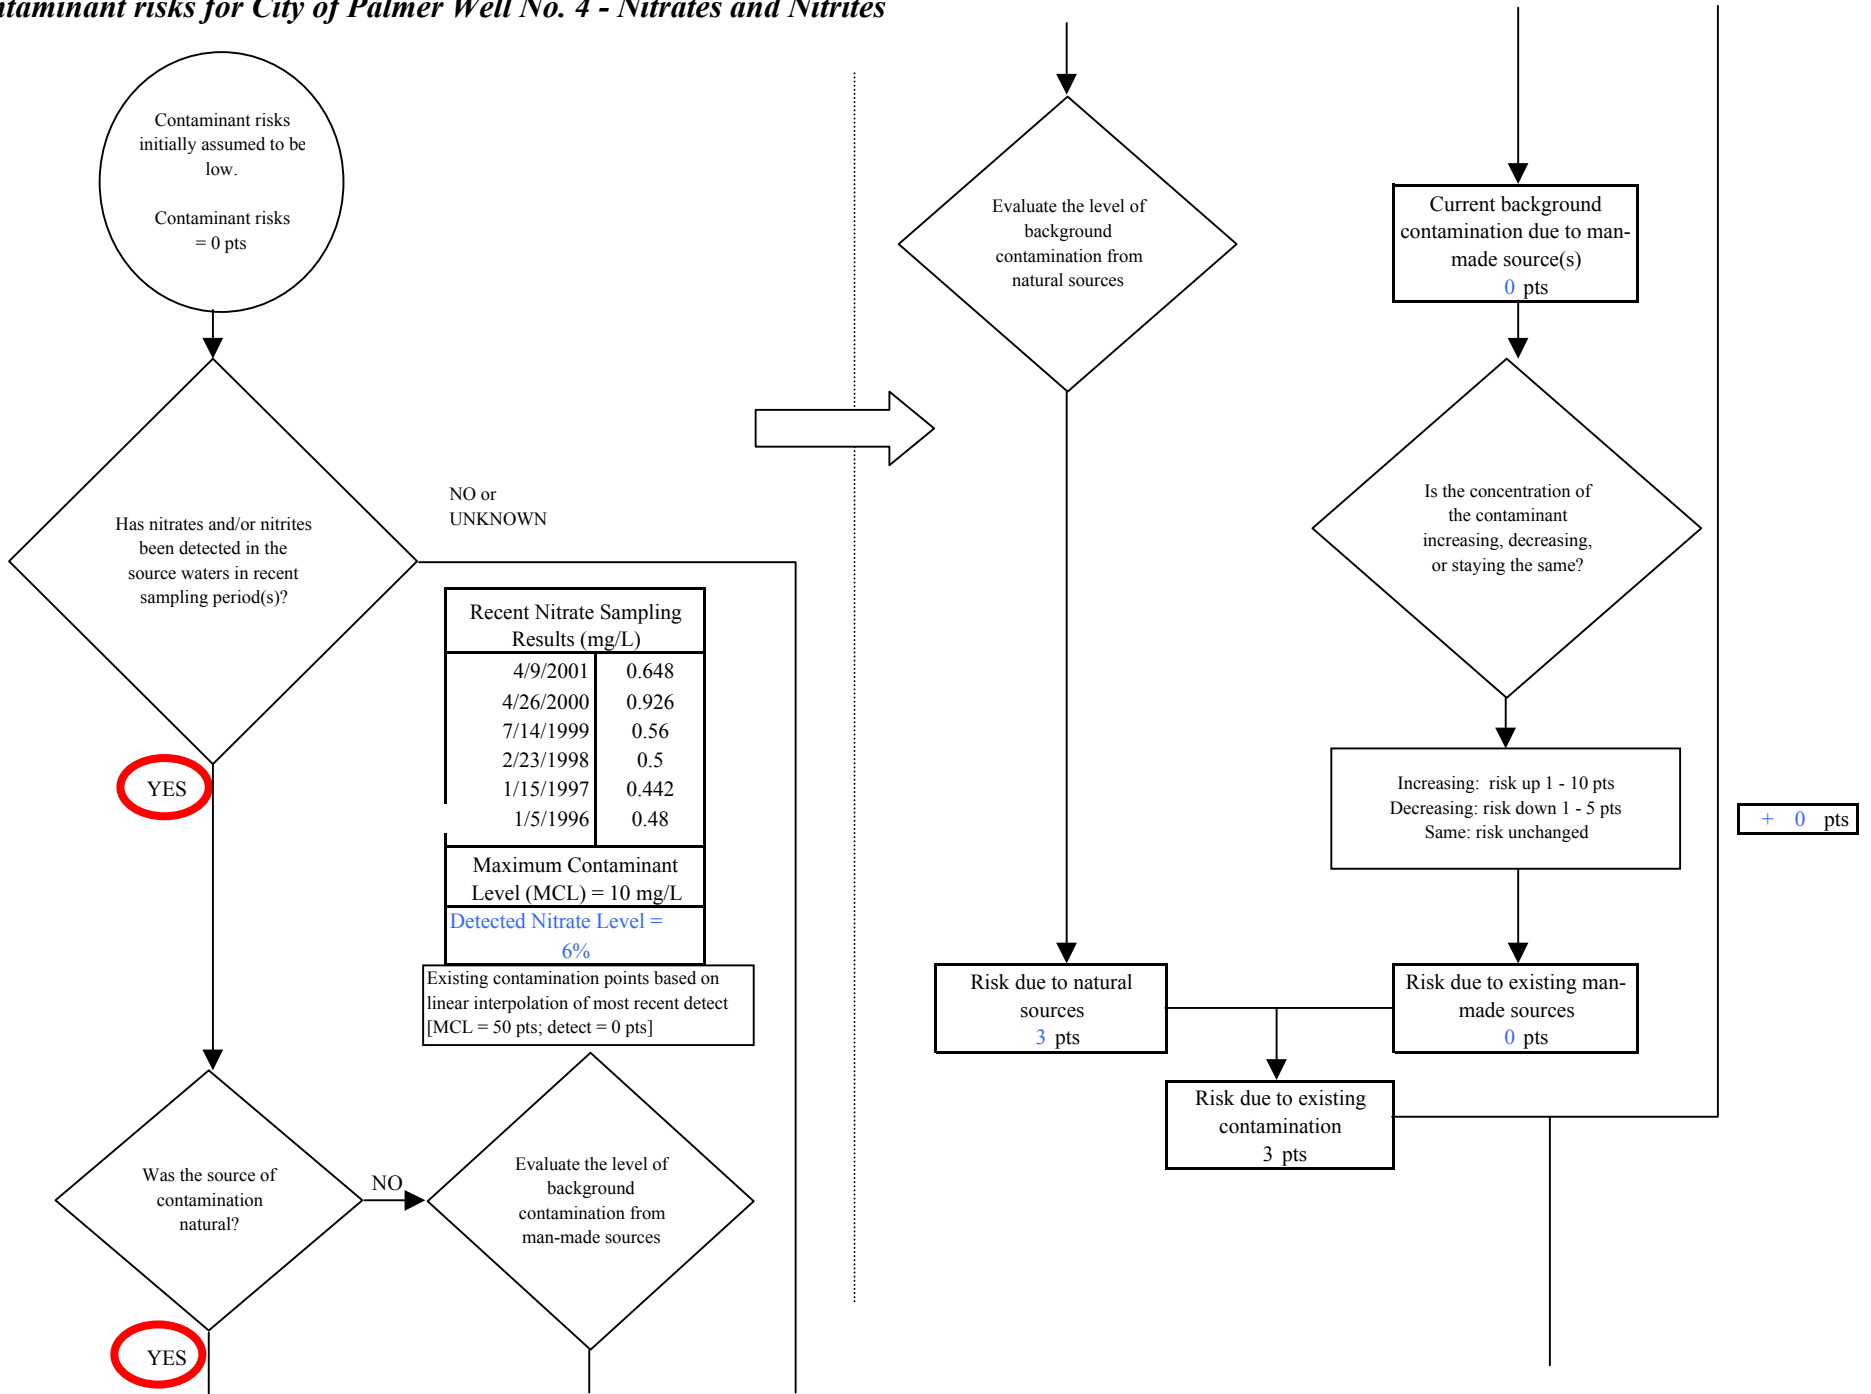 ntaminant risks for City of Palmer Well No. 4 - Nitrates and Nitrites
Contaminant risks
initially assumed to be
low.
Contaminant risks
= 0 pts
Has nitrates and/or nitrites
been detected in the
source waters in recent
sampling period(s)?
NO or
UNKNOWN
YES
Recent Nitrate Sampling
Results (mg/L)
4/9/2001 0.648
4/26/2000 0.926
7/14/1999 0.56
2/23/1998 0.5
1/15/1997 0.442
1/5/1996 0.48
Maximum Contaminant
Level (MCL) = 10 mg/L
Detected Nitrate Level =
6%
Existing contamination points based on
linear interpolation of most recent detect
[MCL = 50 pts; detect = 0 pts]
Was the source of
contamination
natural?
NO
YES
Evaluate the level of
background
contamination from
man-made sources
Evaluate the level of
background
contamination from
natural sources
Current background
contamination due to man-
made source(s)
0 pts
Is the concentration of
the contaminant
increasing, decreasing,
or staying the same?
Increasing: risk up 1 - 10 pts
Decreasing: risk down 1 - 5 pts
Same: risk unchanged
+ 0 pts
Risk due to natural
sources
3 pts
Risk due to existing man-
made sources
0 pts
Risk due to existing
contamination
3 pts